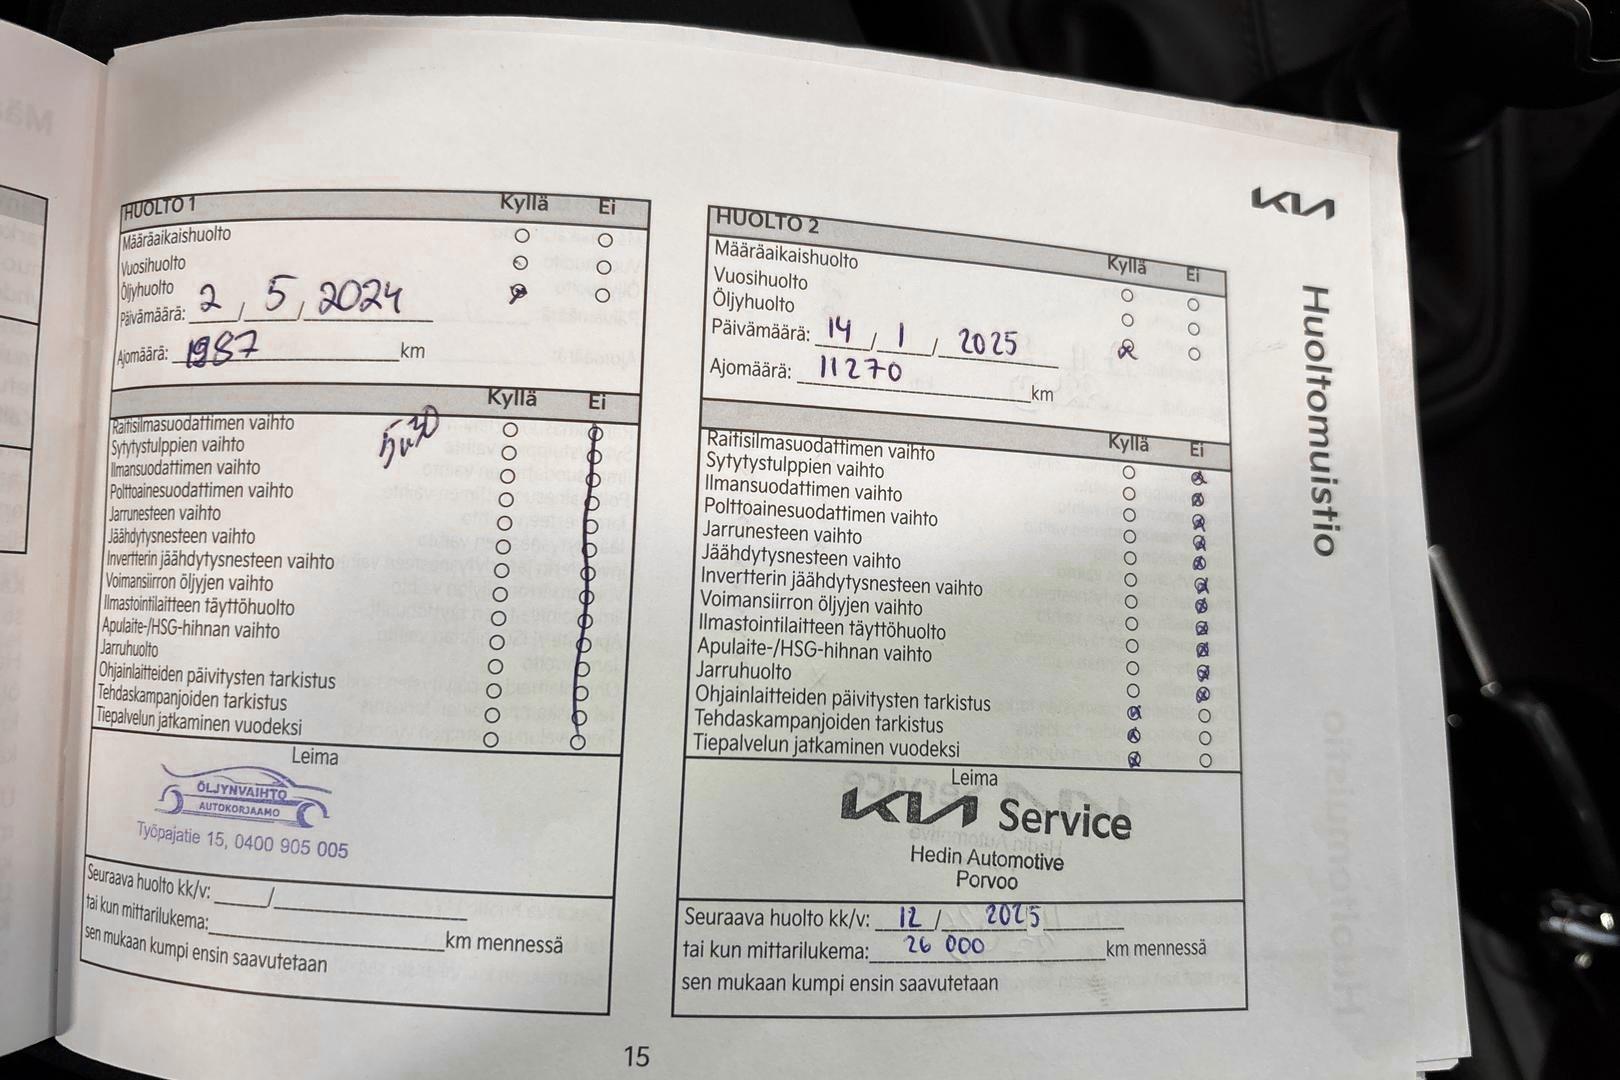 HUOLTO 1 Kyllä Ei
Määräaikaishuolto
Vuosihuolto
Öljyhuolto
Päivämäärä: 2 / 5 / 2024
Ajomäärä: 1987 km
Kyllä Ei
Raitisilmasuodattimen vaihto
Sytytystulppien vaihto
Ilmansuodattimen vaihto
Polttoainesuodattimen vaihto
Jarrunesteen vaihto
Jäähdytysnesteen vaihto
Invertterin jäähdytysnesteen vaihto
Voimansiirron öljyjen vaihto
Ilmastointilaitteen täyttöhuolto
Apulaite-/HSG-hihnan vaihto
Jarruhuolto
Ohjainlaitteiden päivitysten tarkistus
Tehdaskampanjoiden tarkistus
Tiepalvelun jatkaminen vuodeksi
Leima
ÖLJYNVAIHTO
AUTOKORJAAMO
Työpajatie 15, 0400 905 005
Seuraava huolto kk/v: /
tai kun mittarilukema: km mennessä
sen mukaan kumpi ensin saavutetaan
HUOLTO 2 Kyllä Ei
Määräaikaishuolto
Vuosihuolto
Öljyhuolto
Päivämäärä: 14 / 1 / 2025
Ajomäärä: 11270 km
Kyllä Ei
Raitisilmasuodattimen vaihto
Sytytystulppien vaihto
Ilmansuodattimen vaihto
Polttoainesuodattimen vaihto
Jarrunesteen vaihto
Jäähdytysnesteen vaihto
Invertterin jäähdytysnesteen vaihto
Voimansiirron öljyjen vaihto
Ilmastointilaitteen täyttöhuolto
Apulaite-/HSG-hihnan vaihto
Jarruhuolto
Ohjainlaitteiden päivitysten tarkistus
Tehdaskampanjoiden tarkistus
Tiepalvelun jatkaminen vuodeksi
Leima
KIA Service
Hedin Automotive
Porvoo
Seuraava huolto kk/v: 12 / 2025
tai kun mittarilukema: 26 000 km mennessä
sen mukaan kumpi ensin saavutetaan
KIA
Huoltomuistio
15